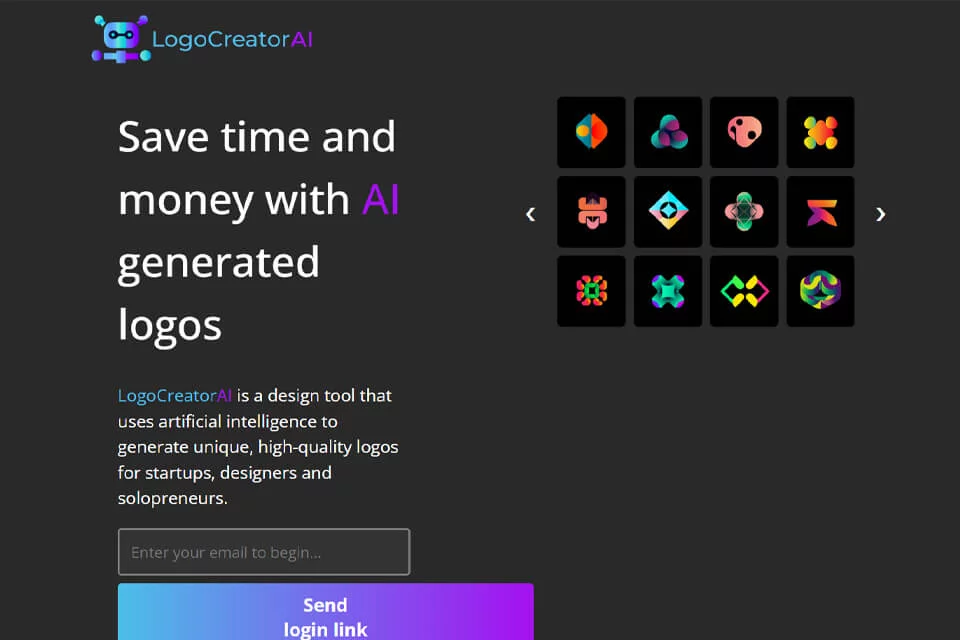 LogoCreatorAI
Save time and
money with AI
generated
logos
LogoCreatorAI is a design tool that
uses artificial intelligence to
generate unique, high-quality logos
for startups, designers and
solopreneurs.
Enter your email to begin...
Send
login link